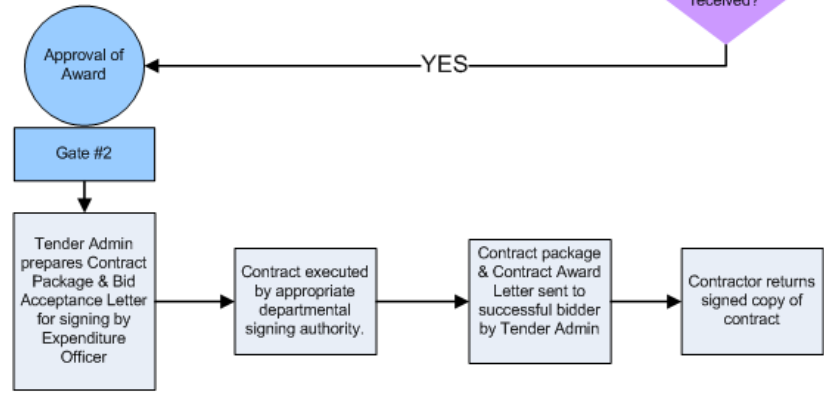 received?
Approval of
Award
YES
Gate #2
Tender Admin
prepares Contract
Package & Bid
Acceptance Letter
for signing by
Expenditure
Officer
Contract executed
by appropriate
departmental
signing authority.
Contract package
& Contract Award
Letter sent to
successful bidder
by Tender Admin
Contractor returns
signed copy of
contract